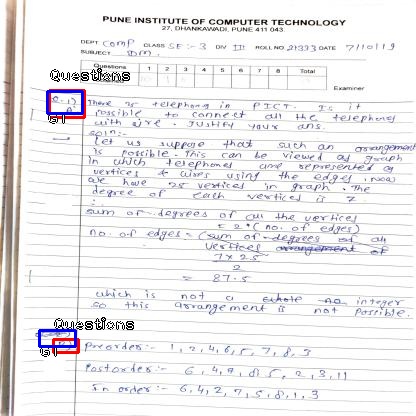 PUNE INSTITUTE OF COMPUTER TECHNOLOGY
27, DHANKAWADI, PUNE 411 043.
DEPT Comp CLASS SE:-3 DIV III ROLL NO 21333 DATE 7/10/19
SUBJECT DM.
Questions 1 2 3 4 5 6 7 8 Total
Examiner
Questions
Q-1)
A)
GT
There 25 telephong in PICT. Is it
possible to connect all the telephones
with wire. Justify your ans.
soln:-
Let us suppose that such an arrangement
is possible. This can be viewed as graph
in which telephones are represented as
vertices & wires using the edges. now
we have 25 vertices in graph. The
degree of each vertices is 7.
sum of degrees of all the vertices
= 2*(no. of edges)
no. of edges = (sum of degrees of all
vertices arrangement of
7 x 25
2
= 87.5
which is not a whole no integer
so this arrangement is not possible.
Questions
GT
Preorder:- 1, 2, 4, 6, 5, 7, 8, 3
Postorder:- 6, 4, 7, 8, 5, 2, 3, 11
In order:- 6, 4, 2, 7, 5, 8, 1, 3